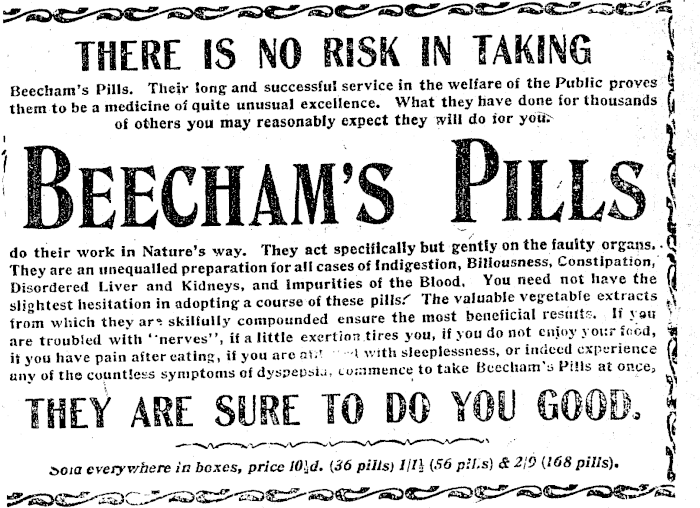 THERE IS NO RISK IN TAKING
Beecham's Pills. Their long and successful service in the welfare of the Public proves
them to be a medicine of quite unusual excellence. What they have done for thousands
of others you may reasonably expect they will do for you.
BEECHAM'S PILLS
do their work in Nature's way. They act specifically but gently on the faulty organs.
They are an unequalled preparation for all cases of Indigestion, Biliousness, Constipation,
Disordered Liver and Kidneys, and Impurities of the Blood. You need not have the
slightest hesitation in adopting a course of these pills. The valuable vegetable extracts
from which they are skilfully compounded ensure the most beneficial results. If you
are troubled with "nerves", if a little exertion tires you, if you do not enjoy your food,
if you have pain after eating, if you are with sleeplessness, or indeed experience
any of the countless symptoms of dyspepsia, commence to take Beecham's Pills at once,
THEY ARE SURE TO DO YOU GOOD.
Sold everywhere in boxes, price 10½d. (36 pills) 1/1½ (56 pills) & 2/9 (168 pills).